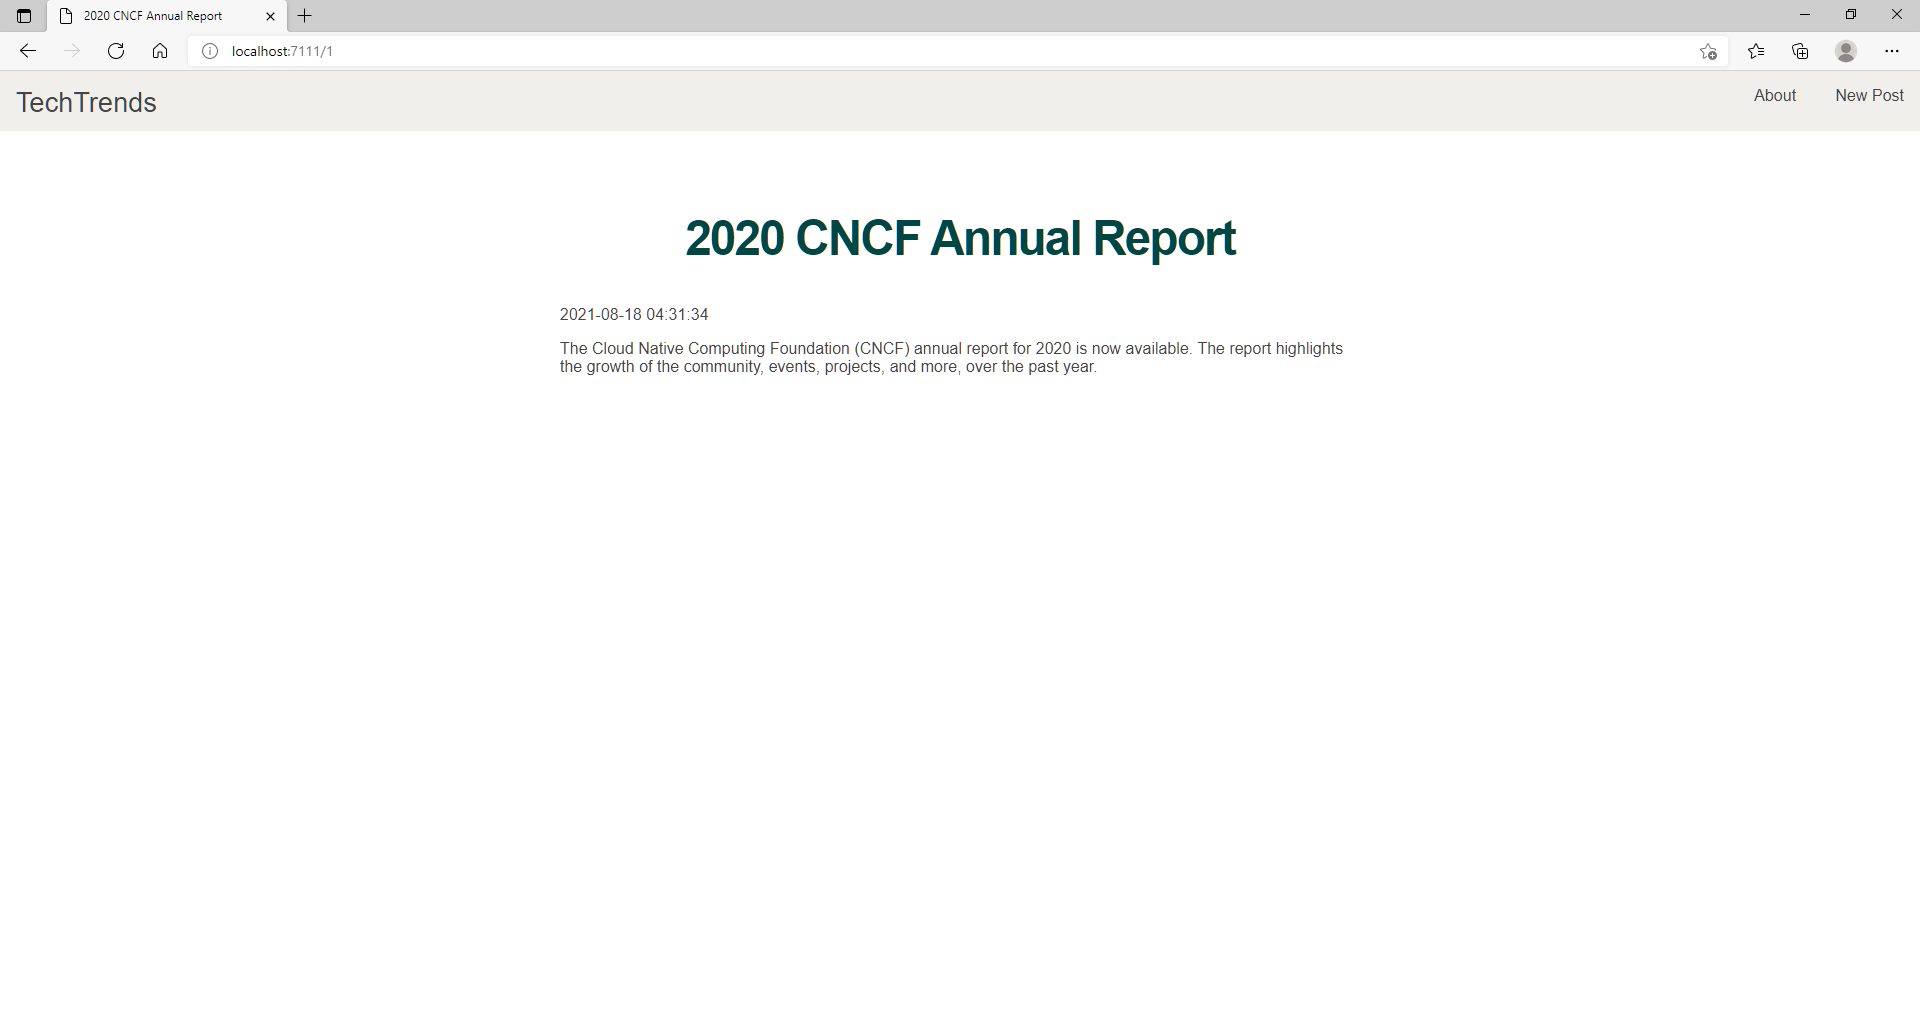 2020 CNCF Annual Report
localhost:7111/1
TechTrends
About
New Post
2020 CNCF Annual Report
2021-08-18 04:31:34
The Cloud Native Computing Foundation (CNCF) annual report for 2020 is now available. The report highlights
the growth of the community, events, projects, and more, over the past year.